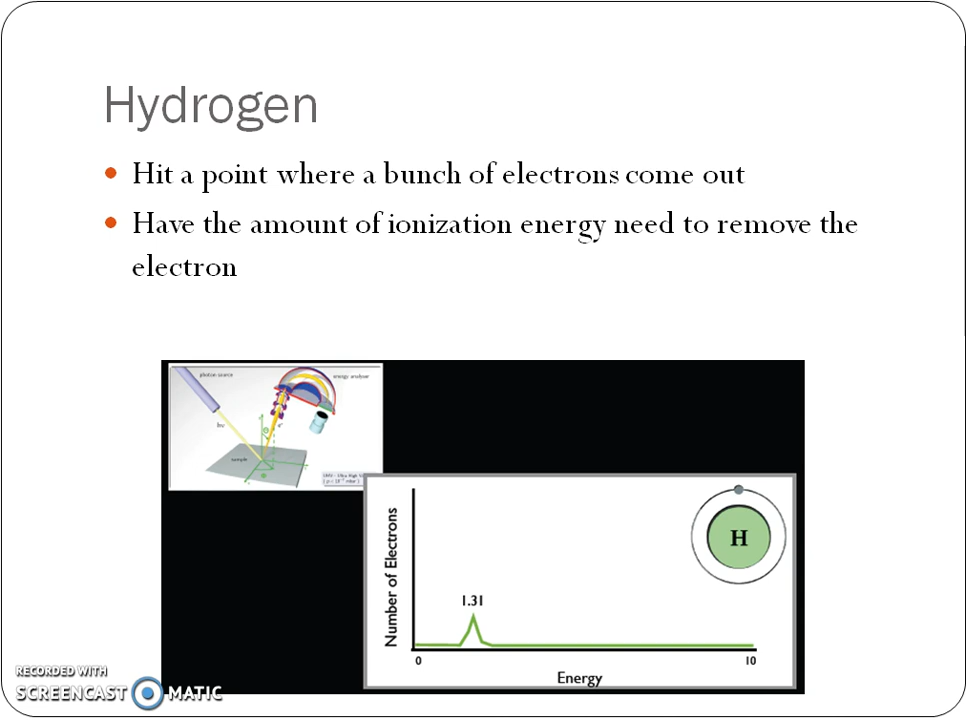 Hydrogen
Hit a point where a bunch of electrons come out
Have the amount of ionization energy need to remove the
electron
photon source
energy analyser
hν
e⁻
sample
H
Number of Electrons
1.31
0
10
Energy
RECORDED WITH
SCREENCAST MATIC